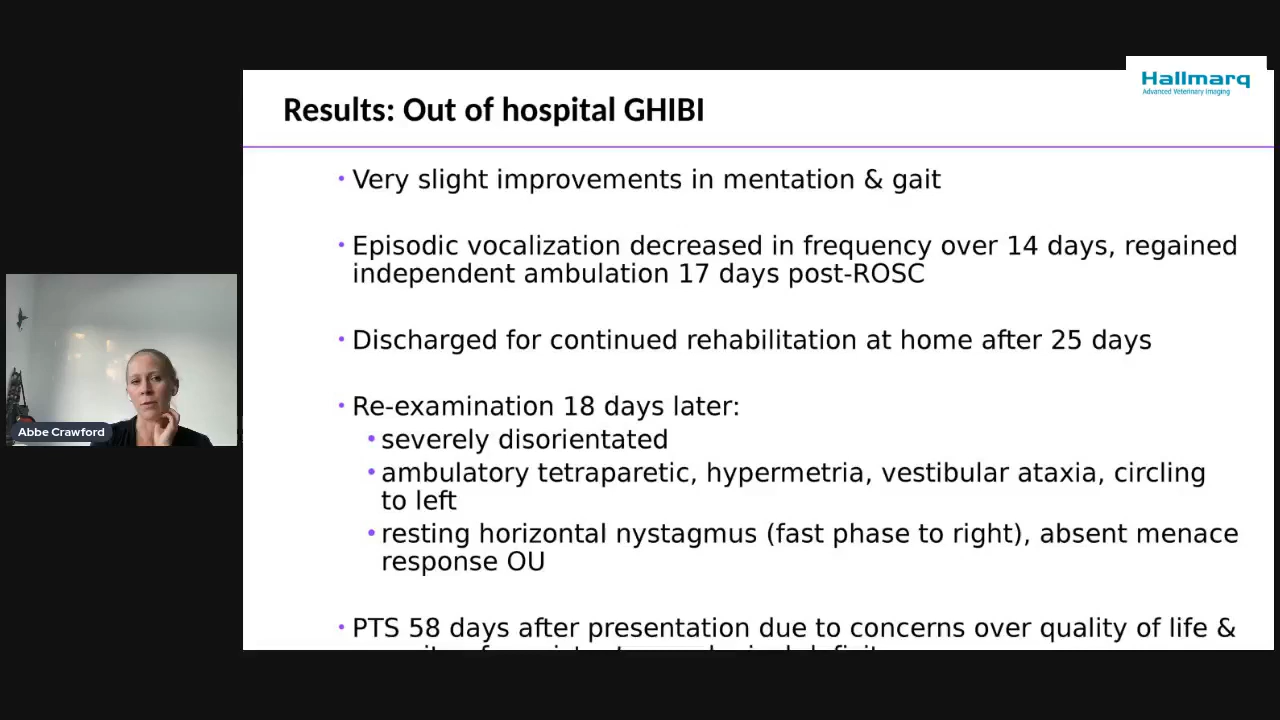 Hallmarq
Advanced Veterinary Imaging
Results: Out of hospital GHIBI
• Very slight improvements in mentation & gait
• Episodic vocalization decreased in frequency over 14 days, regained
independent ambulation 17 days post-ROSC
• Discharged for continued rehabilitation at home after 25 days
• Re-examination 18 days later:
• severely disorientated
• ambulatory tetraparetic, hypermetria, vestibular ataxia, circling
to left
• resting horizontal nystagmus (fast phase to right), absent menace
response OU
• PTS 58 days after presentation due to concerns over quality of life &
Abbe Crawford